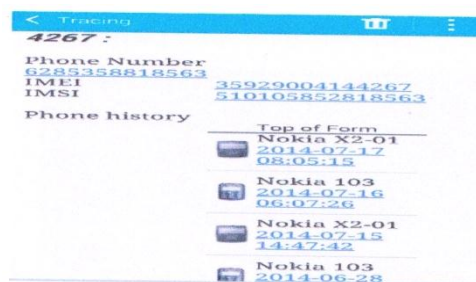 Tracing
4267 :
Phone Number
6285358818563
IMEI 35929004144267
IMSI 510105852818563
Phone history
Top of Form
Nokia X2-01
2014-07-17
08:05:15
Nokia 103
2014-07-16
06:07:26
Nokia X2-01
2014-07-15
14:47:42
Nokia 103
2014-06-28